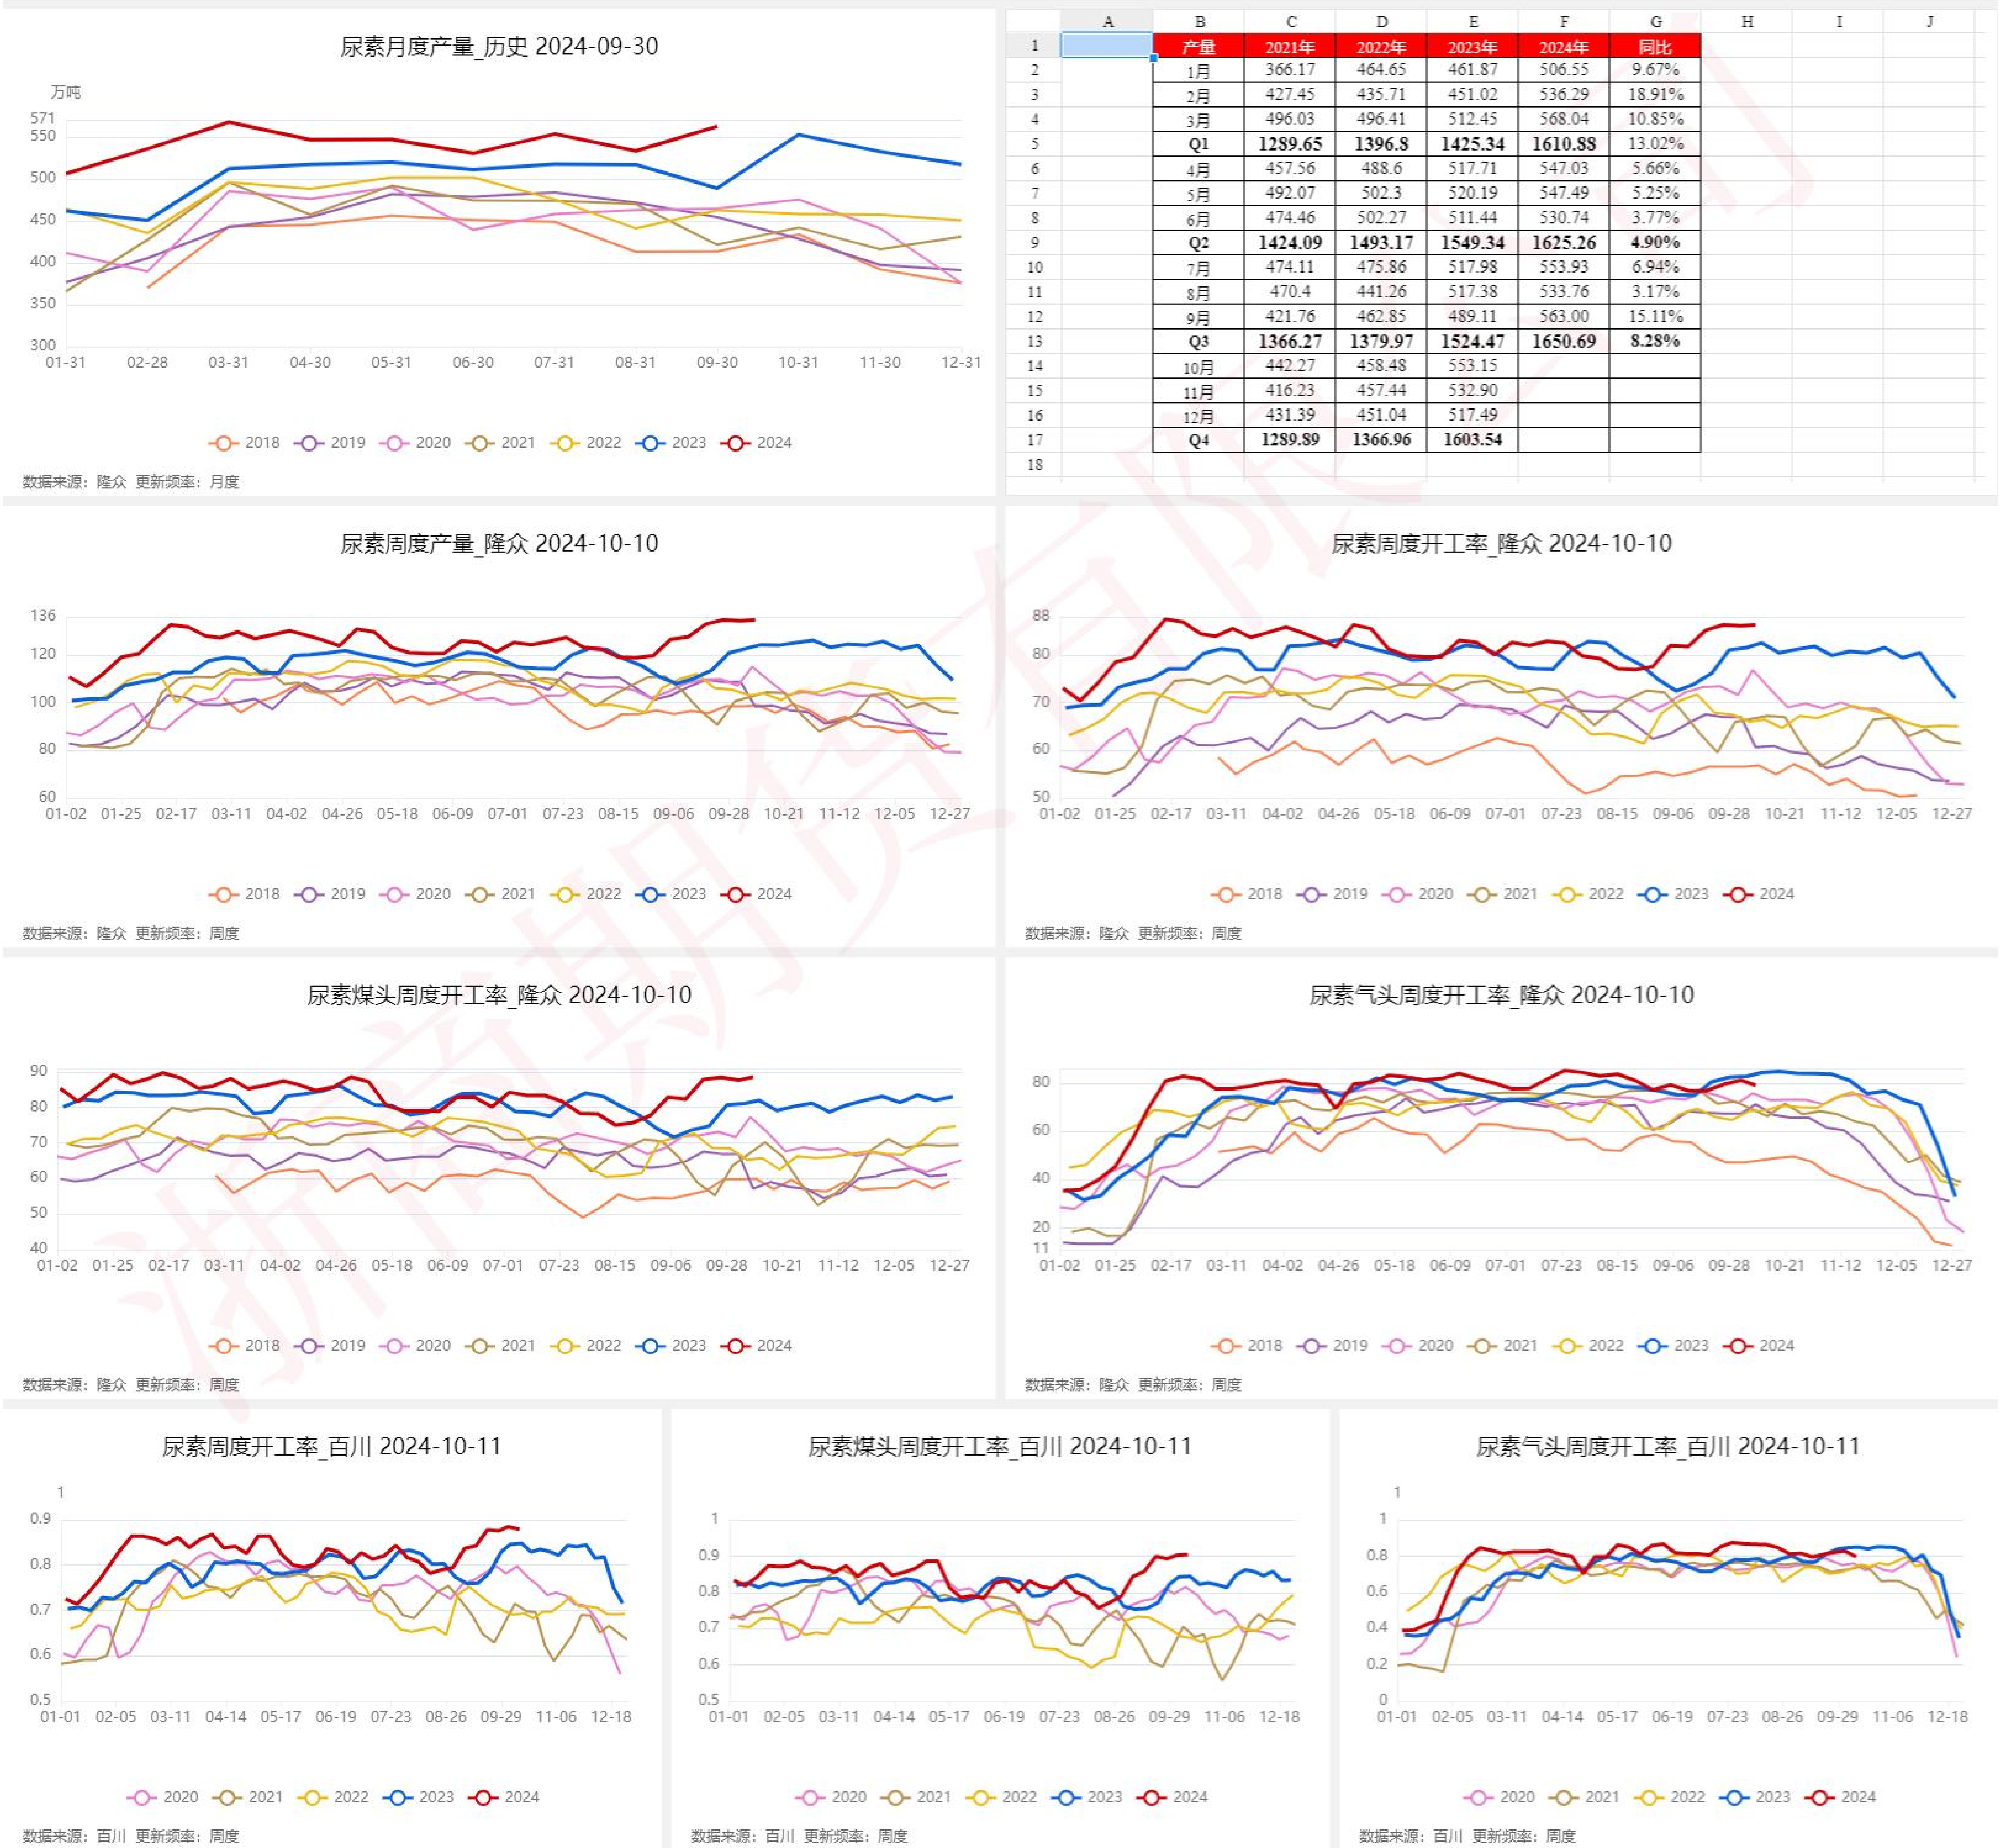 尿素月度产量_历史 2024-09-30
万吨
571
550
500
450
400
350
300
01-31 02-28 03-31 04-30 05-31 06-30 07-31 08-31 09-30 10-31 11-30 12-31
2018 2019 2020 2021 2022 2023 2024
数据来源：隆众 更新频率：月度
A B C D E F G H I J
1 产量 2021年 2022年 2023年 2024年 同比
2 1月 366.17 464.65 461.87 506.55 9.67%
3 2月 427.45 435.71 451.02 536.29 18.91%
4 3月 496.03 496.41 512.45 568.04 10.85%
5 Q1 1289.65 1396.8 1425.34 1610.88 13.02%
6 4月 457.56 488.6 517.71 547.03 5.66%
7 5月 492.07 502.3 520.19 547.49 5.25%
8 6月 474.46 502.27 511.44 530.74 3.77%
9 Q2 1424.09 1493.17 1549.34 1625.26 4.90%
10 7月 474.11 475.86 517.98 553.93 6.94%
11 8月 470.4 441.26 517.38 533.76 3.17%
12 9月 421.76 462.85 489.11 563.00 15.11%
13 Q3 1366.27 1379.97 1524.47 1650.69 8.28%
14 10月 442.27 458.48 553.15
15 11月 416.23 457.44 532.90
16 12月 431.39 451.04 517.49
17 Q4 1289.89 1366.96 1603.54
18
尿素周度产量_隆众 2024-10-10
136
120
100
80
60
01-02 01-25 02-17 03-11 04-02 04-26 05-18 06-09 07-01 07-23 08-15 09-06 09-28 10-21 11-12 12-05 12-27
2018 2019 2020 2021 2022 2023 2024
数据来源：隆众 更新频率：周度
尿素周度开工率_隆众 2024-10-10
88
80
70
60
50
01-02 01-25 02-17 03-11 04-02 04-26 05-18 06-09 07-01 07-23 08-15 09-06 09-28 10-21 11-12 12-05 12-27
2018 2019 2020 2021 2022 2023 2024
数据来源：隆众 更新频率：周度
尿素煤头周度开工率_隆众 2024-10-10
90
80
70
60
50
40
01-02 01-25 02-17 03-11 04-02 04-26 05-18 06-09 07-01 07-23 08-15 09-06 09-28 10-21 11-12 12-05 12-27
2018 2019 2020 2021 2022 2023 2024
数据来源：隆众 更新频率：周度
尿素气头周度开工率_隆众 2024-10-10
80
60
40
20
11
01-02 01-25 02-17 03-11 04-02 04-26 05-18 06-09 07-01 07-23 08-15 09-06 09-28 10-21 11-12 12-05 12-27
2018 2019 2020 2021 2022 2023 2024
数据来源：隆众 更新频率：周度
尿素周度开工率_百川 2024-10-11
1
0.9
0.8
0.7
0.6
0.5
01-01 02-05 03-11 04-14 05-17 06-19 07-23 08-26 09-29 11-06 12-18
2020 2021 2022 2023 2024
数据来源：百川 更新频率：周度
尿素煤头周度开工率_百川 2024-10-11
1
0.9
0.8
0.7
0.6
0.5
01-01 02-05 03-11 04-14 05-17 06-19 07-23 08-26 09-29 11-06 12-18
2020 2021 2022 2023 2024
数据来源：百川 更新频率：周度
尿素气头周度开工率_百川 2024-10-11
1
1
0.8
0.6
0.4
0.2
0
01-01 02-05 03-11 04-14 05-17 06-19 07-23 08-26 09-29 11-06 12-18
2020 2021 2022 2023 2024
数据来源：百川 更新频率：周度
浙商期货有限公司